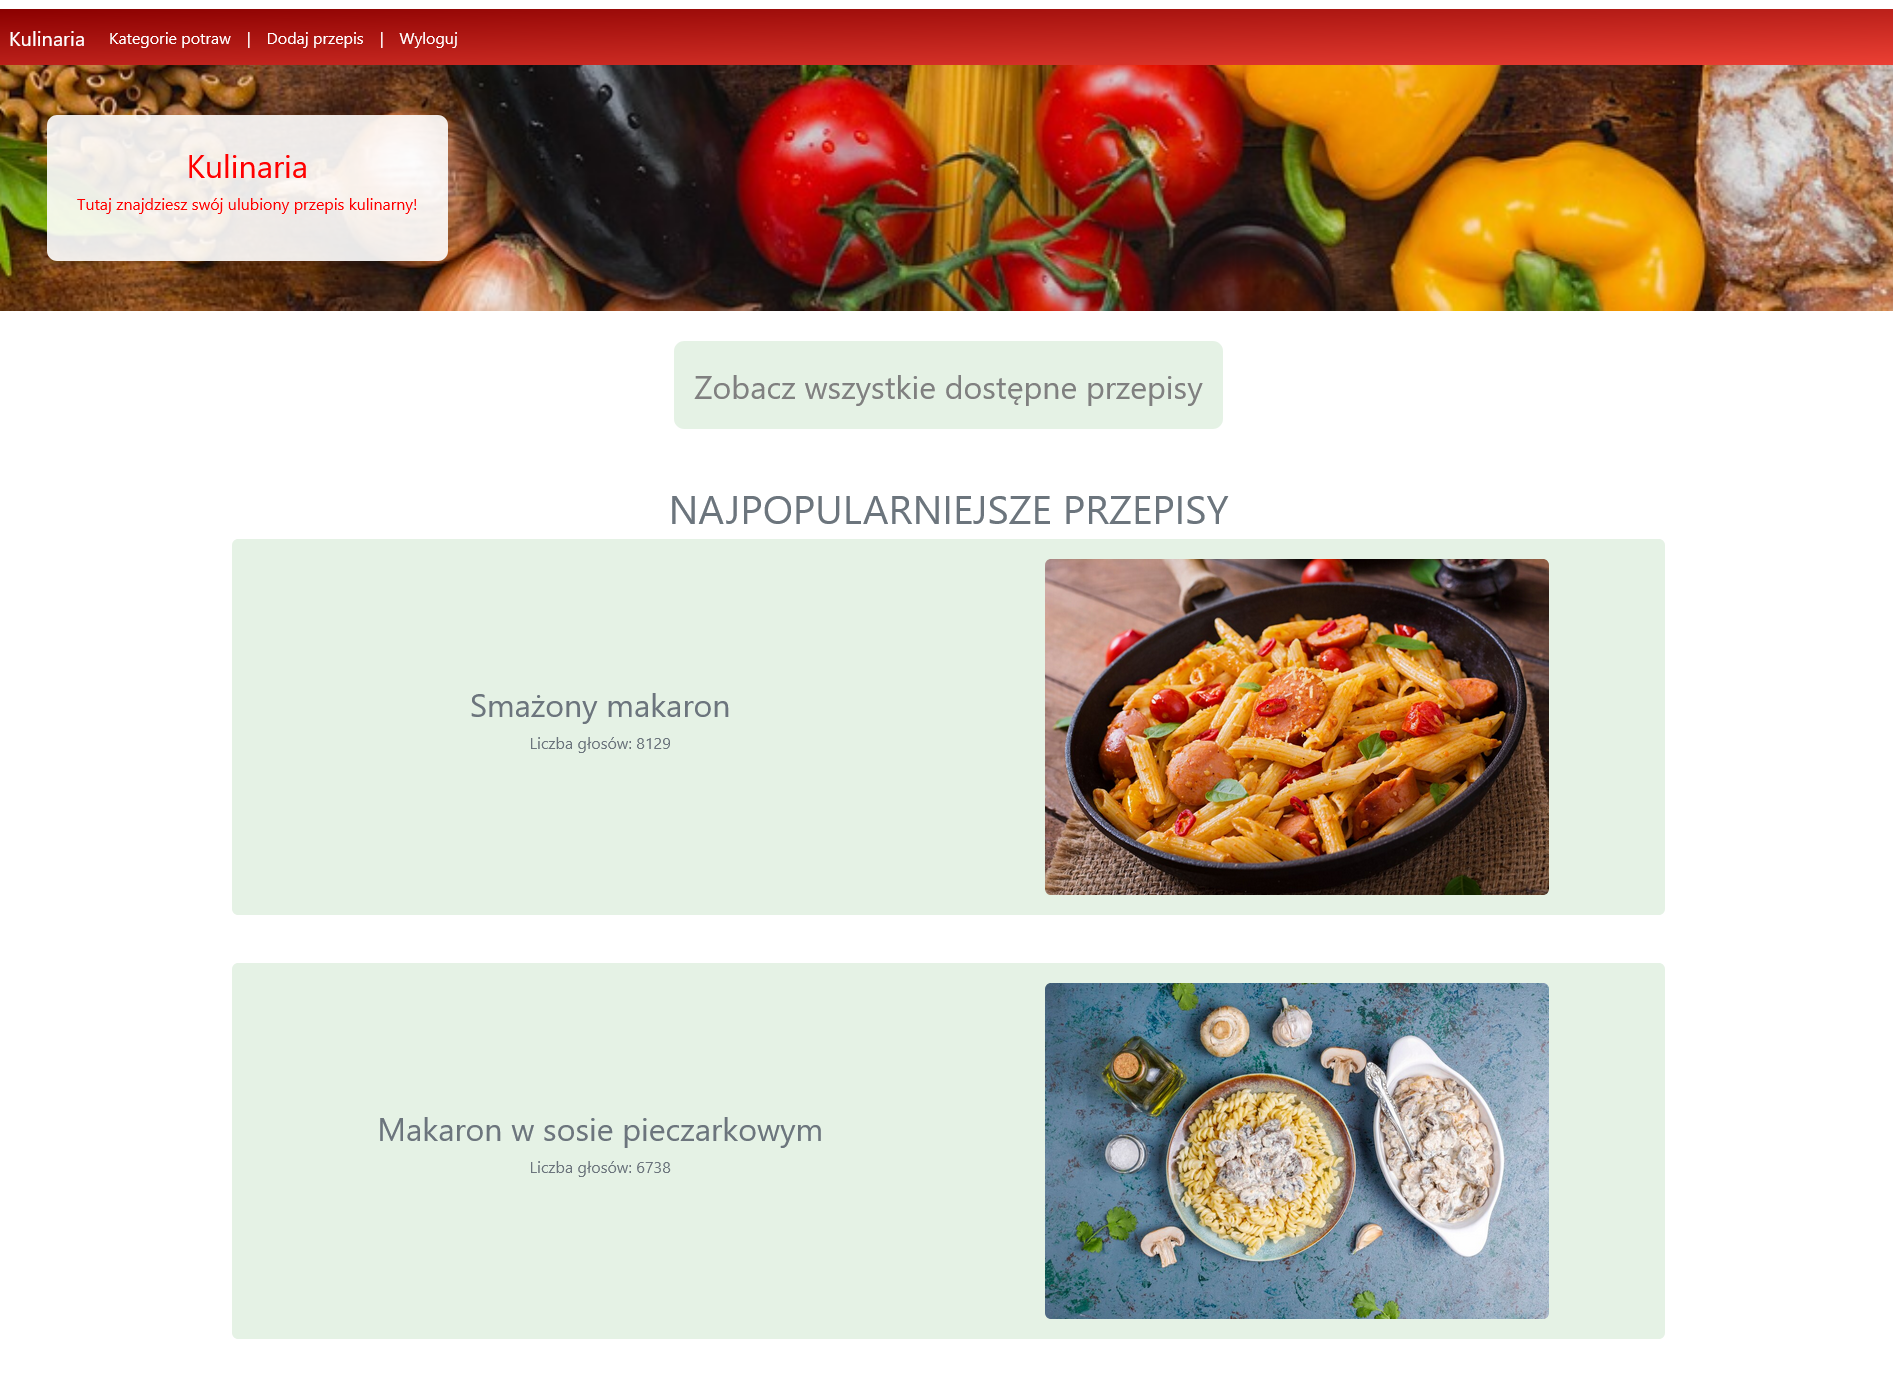 Kulinaria Kategorie potraw | Dodaj przepis | Wyloguj
Kulinaria
Tutaj znajdziesz swój ulubiony przepis kulinarny!
Zobacz wszystkie dostępne przepisy
NAJPOPULARNIEJSZE PRZEPISY
Smażony makaron
Liczba głosów: 8129
Makaron w sosie pieczarkowym
Liczba głosów: 6738